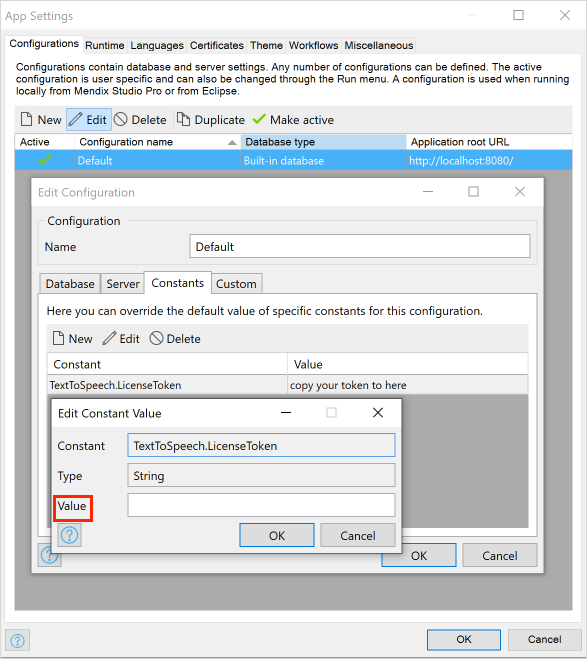 App Settings
Configurations Runtime Languages Certificates Theme Workflows Miscellaneous
Configurations contain database and server settings. Any number of configurations can be defined. The active
configuration is user specific and can also be changed through the Run menu. A configuration is used when running
locally from Mendix Studio Pro or from Eclipse.
New Edit Delete Duplicate Make active
Active Configuration name Database type Application root URL
Default Built-in database http://localhost:8080/
Edit Configuration
Configuration
Name Default
Database Server Constants Custom
Here you can override the default value of specific constants for this configuration.
New Edit Delete
Constant Value
TextToSpeech.LicenseToken copy your token to here
Edit Constant Value
Constant TextToSpeech.LicenseToken
Type String
Value
? OK Cancel
? OK Cancel
? OK Cancel